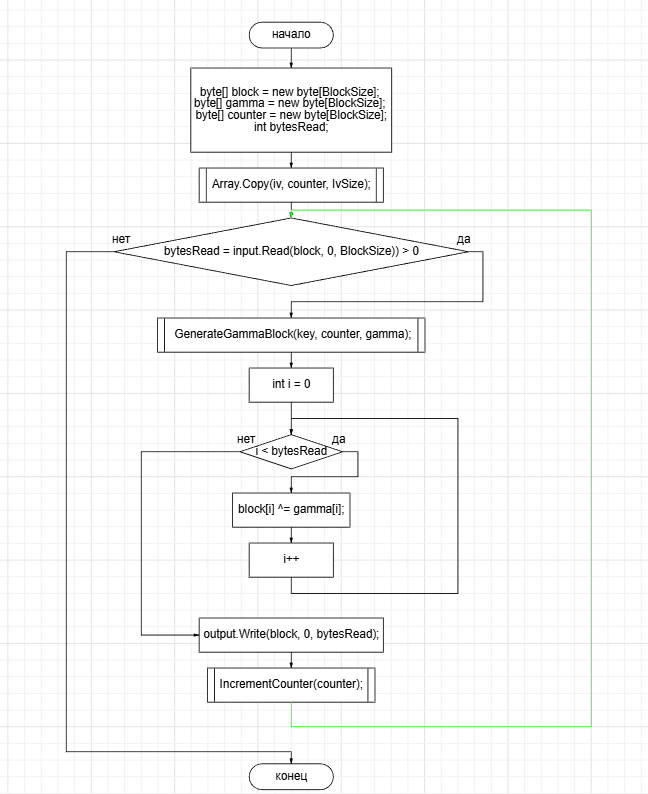 начало
byte[] block = new byte[BlockSize];
byte[] gamma = new byte[BlockSize];
byte[] counter = new byte[BlockSize];
int bytesRead;
Array.Copy(iv, counter, IvSize);
нет
да
bytesRead = input.Read(block, 0, BlockSize)) > 0
GenerateGammaBlock(key, counter, gamma);
int i = 0
нет
да
i < bytesRead
block[i] ^= gamma[i];
i++
output.Write(block, 0, bytesRead);
IncrementCounter(counter);
конец